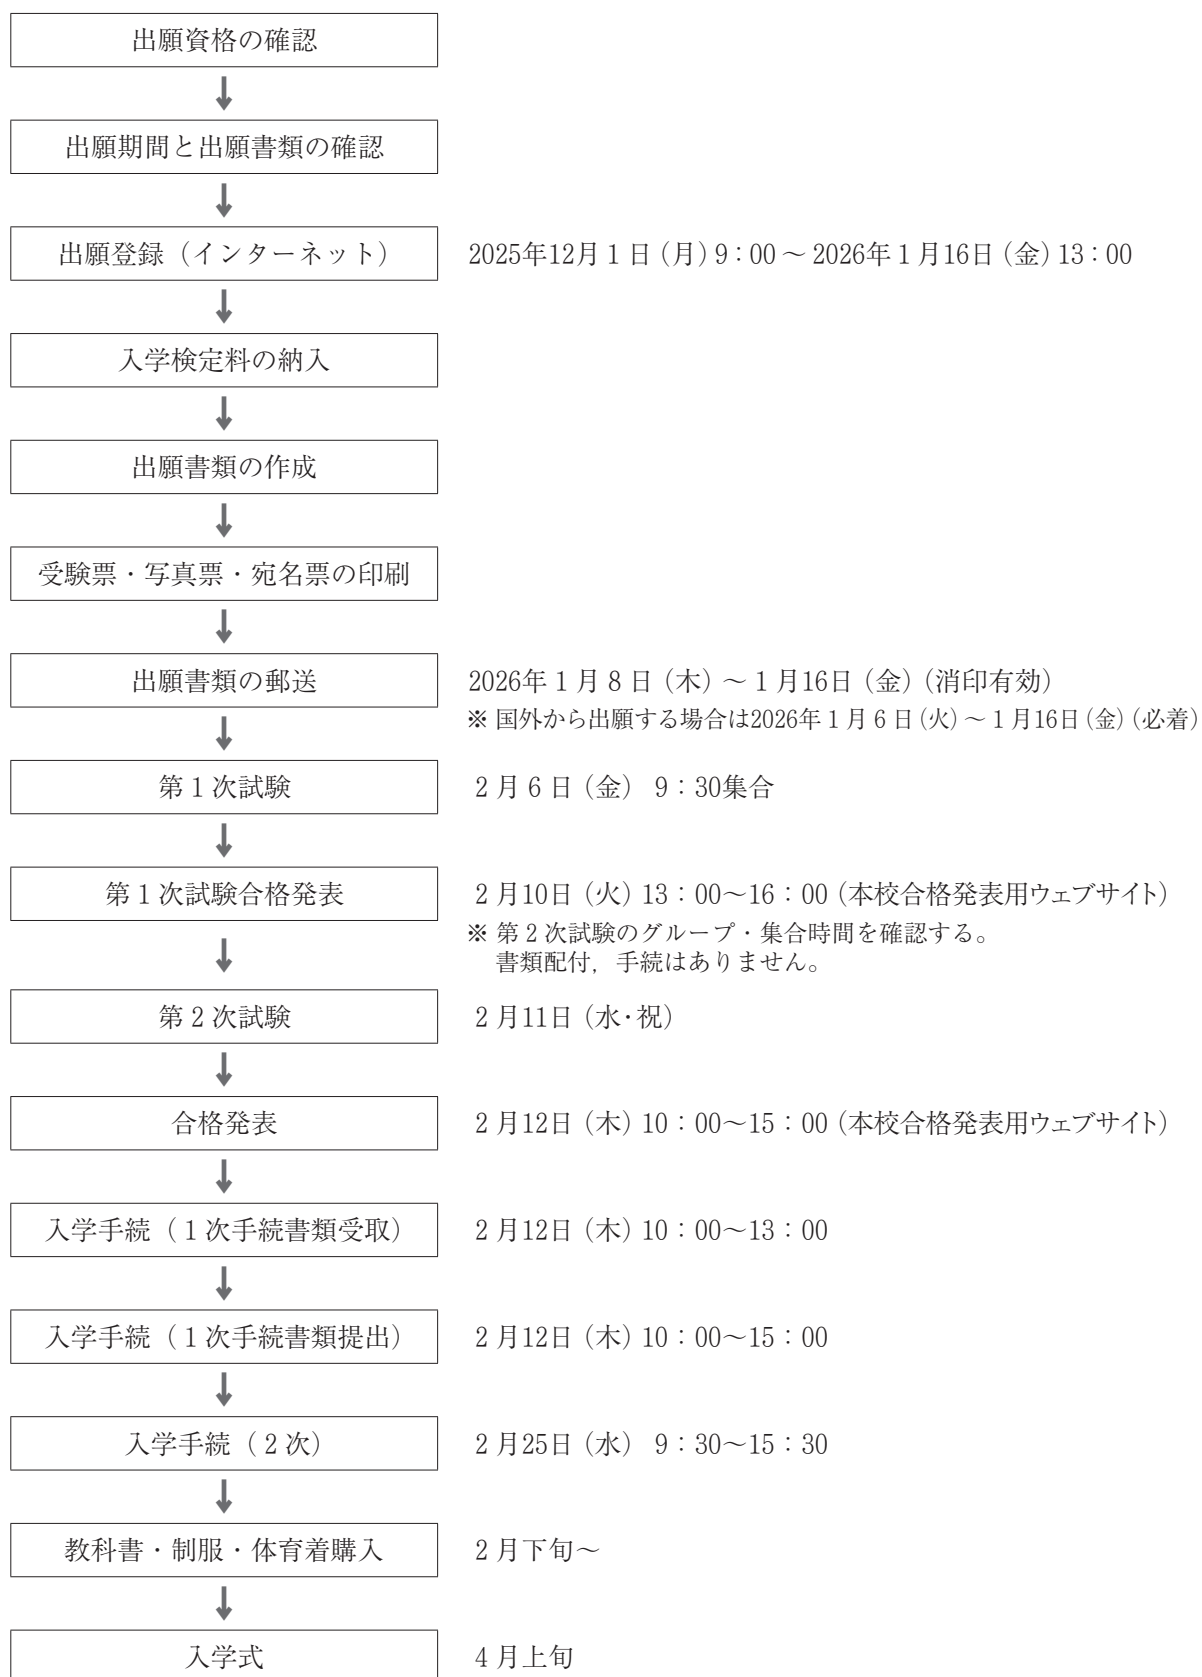 出願資格の確認
出願期間と出願書類の確認
出願登録（インターネット） 2025年12月１日（月）9：00～2026年１月16日（金）13：00
入学検定料の納入
出願書類の作成
受験票・写真票・宛名票の印刷
出願書類の郵送 2026年１月８日（木）～１月16日（金）（消印有効）
※ 国外から出願する場合は2026年１月６日（火）～１月16日（金）（必着）
第１次試験 ２月６日（金） 9：30集合
第１次試験合格発表 ２月10日（火）13：00～16：00（本校合格発表用ウェブサイト）
※ 第２次試験のグループ・集合時間を確認する。
書類配付，手続はありません。
第２次試験 ２月11日（水・祝）
合格発表 ２月12日（木）10：00～15：00（本校合格発表用ウェブサイト）
入学手続（１次手続書類受取） ２月12日（木）10：00～13：00
入学手続（１次手続書類提出） ２月12日（木）10：00～15：00
入学手続（２次） ２月25日（水） 9：30～15：30
教科書・制服・体育着購入 ２月下旬～
入学式 ４月上旬